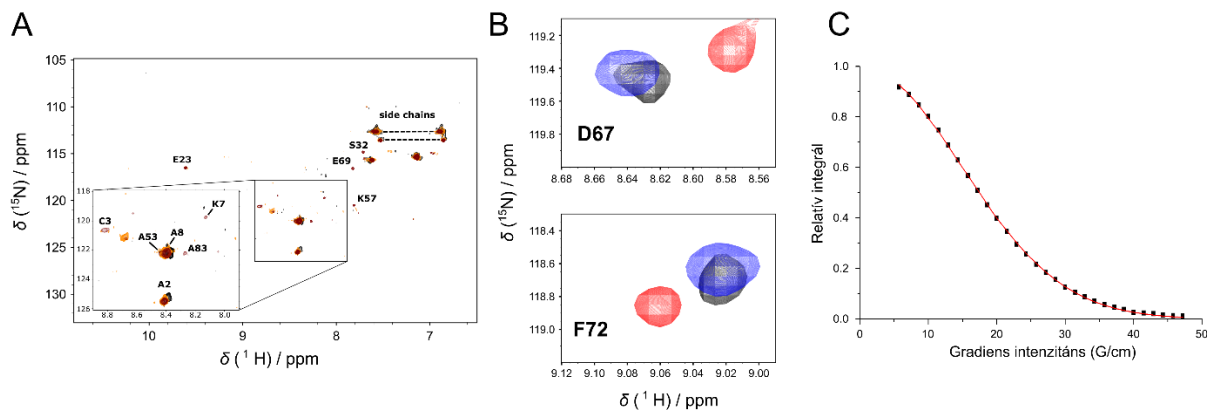 A
105
110
115
120
125
130
δ (¹⁵N) / ppm
side chains
S32
E69
E23
K57
118
120
122
124
126
C3
K7
A53
A8
A83
A2
8.8
8.6
8.4
8.2
8.0
10
9
8
7
δ (¹H) / ppm
B
119.2
119.4
119.6
119.8
D67
8.68
8.66
8.64
8.62
8.60
8.58
8.56
δ (¹⁵N) / ppm
118.4
118.6
118.8
119.0
F72
9.12
9.10
9.08
9.06
9.04
9.02
9.00
δ (¹H) / ppm
C
1.0
0.8
0.6
0.4
0.2
0.0
Relatív integrál
0
10
20
30
40
50
Gradiens intenzitáns (G/cm)